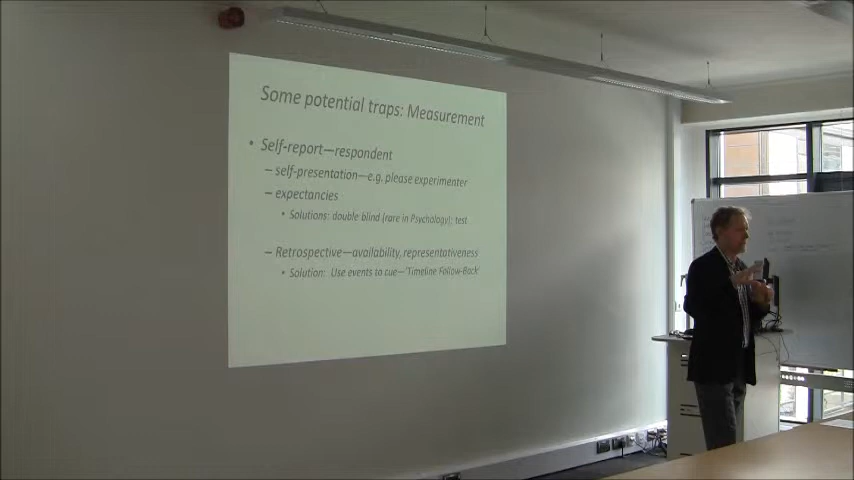 Some potential traps: Measurement
• Self-report—respondent
– self-presentation—e.g. please experimenter
– expectancies
• Solutions: double blind (rare in Psychology); test
– Retrospective—availability, representativeness
• Solution: Use events to cue—'Timeline Follow-Back'